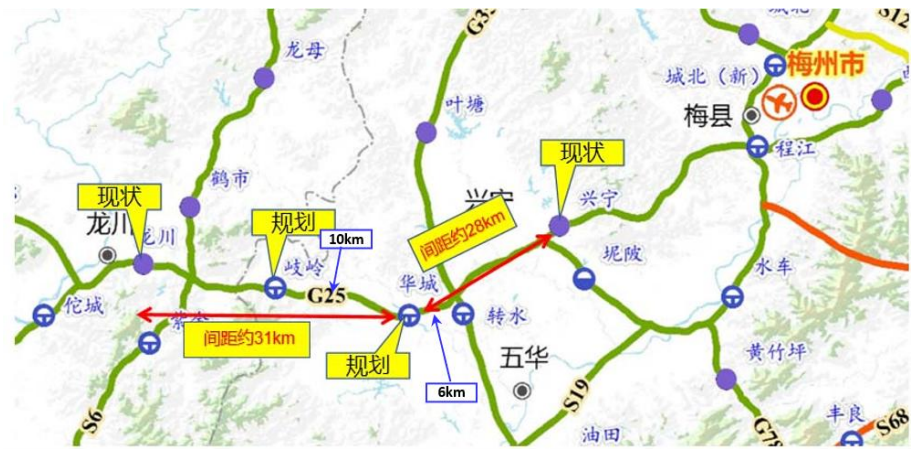 G35
S12
龙母
城北（新）
梅州市
叶塘
梅县
现状
程江
鹤市
现状
兴宁
兴宁
规划
龙川
龙川
10km
间距约28km
岐岭
坭陂
华城
水车
G25
佗城
紫金
转水
间距约31km
规划
五华
黄竹坪
6km
S19
S6
油田
G78
丰良
S68